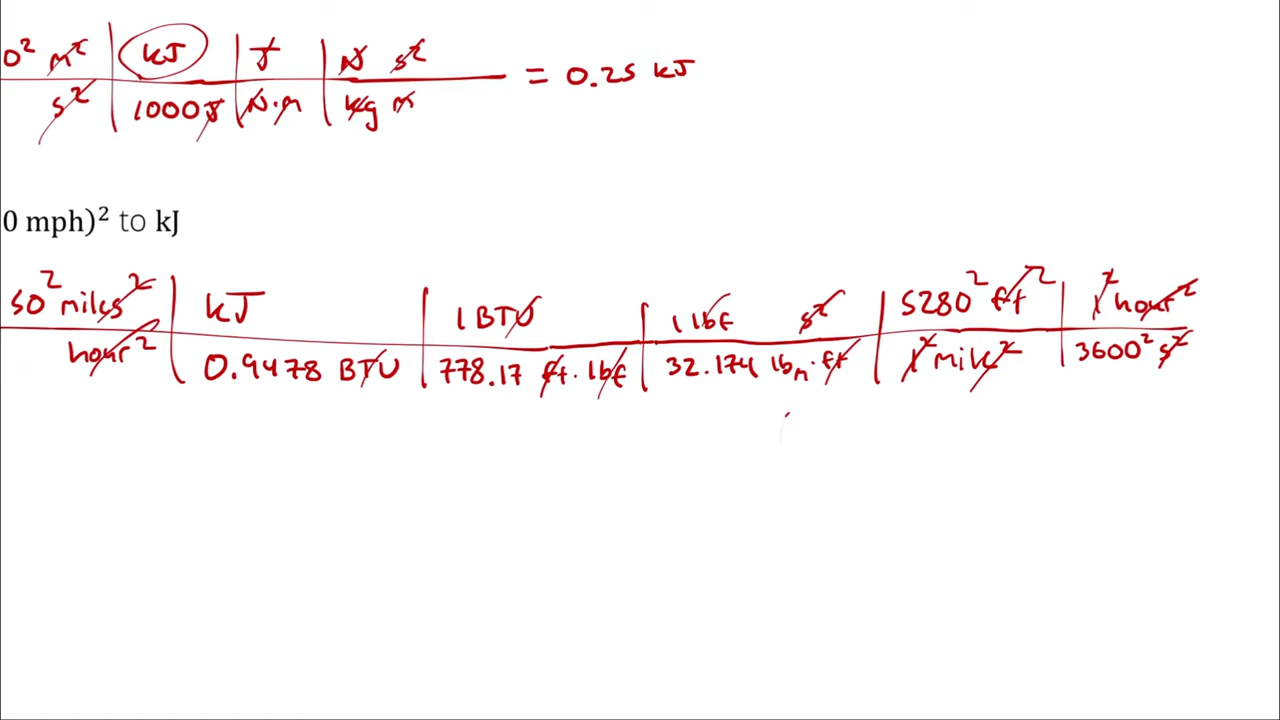 0² m² | kJ | J | N s² = 0.25 kJ
s² | 1000 J | N·m | kg m
0 mph)² to kJ
50² miles² | kJ | 1 BTU | 1 lbf s² | 5280² ft² | 1² hour²
hour² | 0.9478 BTU | 778.17 ft·lbf | 32.174 lbm·ft | 1² mile² | 3600² s²